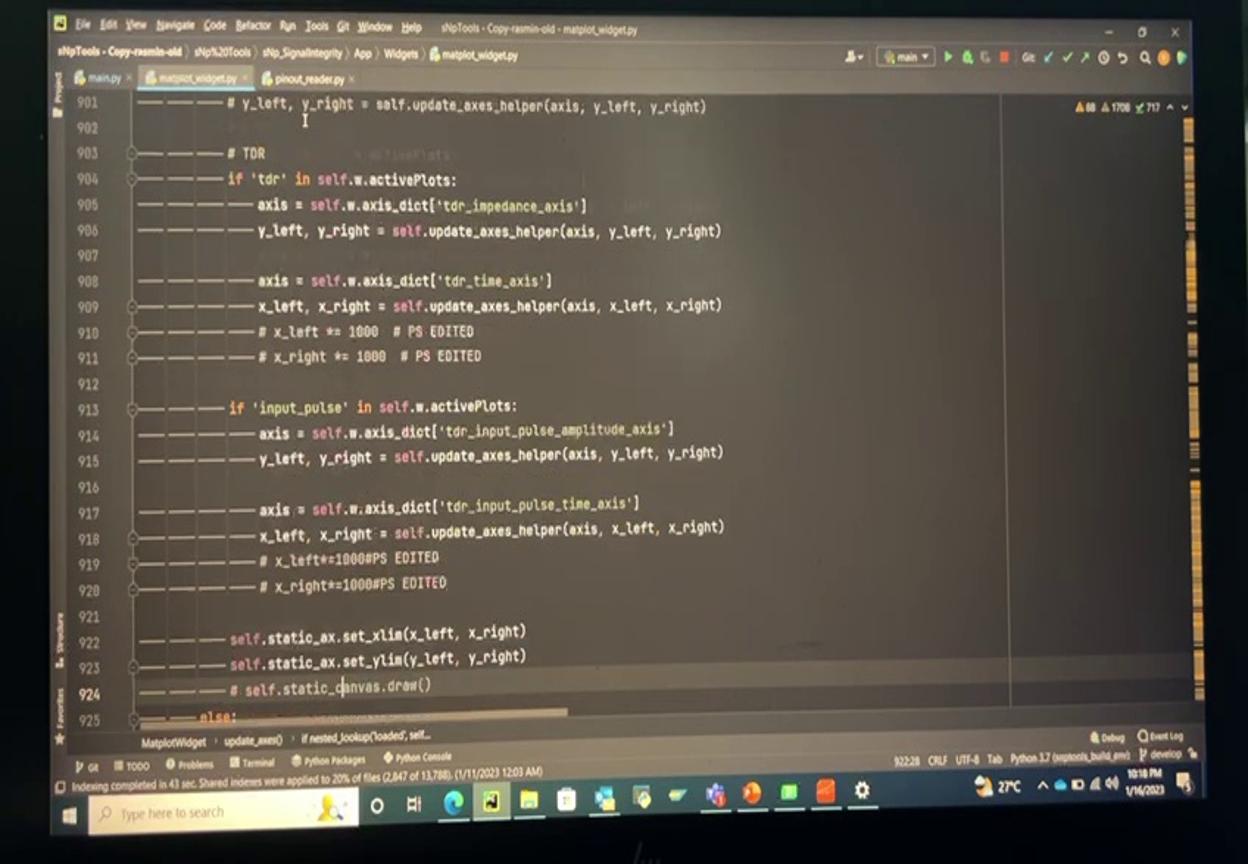 File Edit View Navigate Code Refactor Run Tools Git Window Help sNpTools - Copy-rasmin-old - matplot_widget.py
sNpTools - Copy-rasmin-old sNp%20Tools sNp_SignalIntegrity App Widgets matplot_widget.py main Git:
main.py matplot_widget.py pinout_reader.py
Project
901 # y_left, y_right = self.update_axes_helper(axis, y_left, y_right) 88 1708 717
902
903 # TDR
904 if 'tdr' in self.w.activePlots:
905 axis = self.w.axis_dict['tdr_impedance_axis']
906 y_left, y_right = self.update_axes_helper(axis, y_left, y_right)
907
908 axis = self.w.axis_dict['tdr_time_axis']
909 x_left, x_right = self.update_axes_helper(axis, x_left, x_right)
910 # x_left *= 1000 # PS EDITED
911 # x_right *= 1000 # PS EDITED
912
913 if 'input_pulse' in self.w.activePlots:
914 axis = self.w.axis_dict['tdr_input_pulse_amplitude_axis']
915 y_left, y_right = self.update_axes_helper(axis, y_left, y_right)
916
917 axis = self.w.axis_dict['tdr_input_pulse_time_axis']
918 x_left, x_right = self.update_axes_helper(axis, x_left, x_right)
919 # x_left*=1000#PS EDITED
920 # x_right*=1000#PS EDITED
921
922 self.static_ax.set_xlim(x_left, x_right)
923 self.static_ax.set_ylim(y_left, y_right)
924 # self.static_canvas.draw()
925 else:
Structure
Favorites
MatplotWidget update_axes() if nested_lookup('loaded', self...
Git TODO Problems Terminal Python Packages Python Console Debug Event Log
Indexing completed in 43 sec. Shared indexes were applied to 20% of files (2,847 of 13,788). (1/11/2023 12:03 AM) 922:28 CRLF UTF-8 Tab Python 3.7 develop
Type here to search 27°C 10:18 PM
1/16/2023